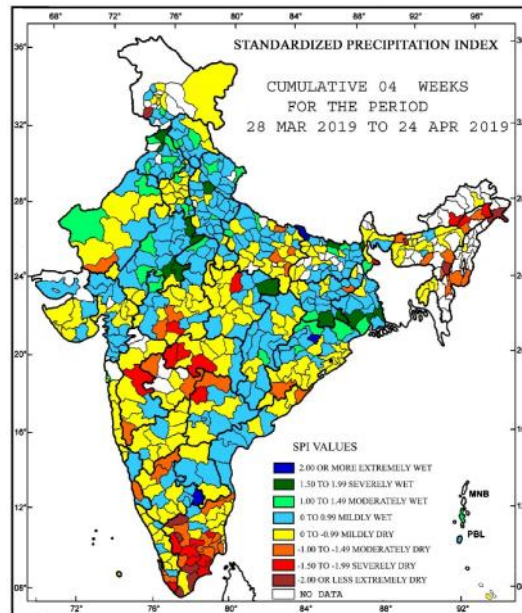 68° 72° 76° 80° 84° 88° 92° 96°
STANDARDIZED PRECIPITATION INDEX
CUMULATIVE 04 WEEKS
FOR THE PERIOD
28 MAR 2019 TO 24 APR 2019
36°
32°
28°
24°
20°
16°
12°
08°
SPI VALUES
2.00 OR MORE EXTREMELY WET
1.50 TO 1.99 SEVERELY WET
1.00 TO 1.49 MODERATELY WET
0 TO 0.99 MILDLY WET
0 TO -0.99 MILDLY DRY
-1.00 TO -1.49 MODERATELY DRY
-1.50 TO -1.99 SEVERELY DRY
-2.00 OR LESS EXTREMELY DRY
NO DATA
MNB
PBL
72° 76° 80° 84° 88° 92°